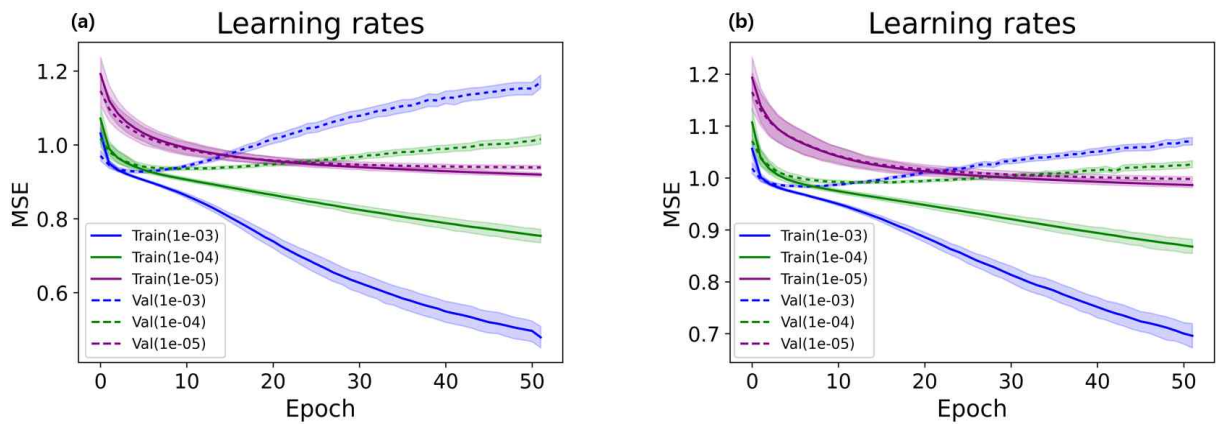 (a)
Learning rates
MSE
1.2
1.0
0.8
0.6
Train(1e-03)
Train(1e-04)
Train(1e-05)
Val(1e-03)
Val(1e-04)
Val(1e-05)
0 10 20 30 40 50
Epoch
(b)
Learning rates
MSE
1.2
1.1
1.0
0.9
0.8
0.7
Train(1e-03)
Train(1e-04)
Train(1e-05)
Val(1e-03)
Val(1e-04)
Val(1e-05)
0 10 20 30 40 50
Epoch